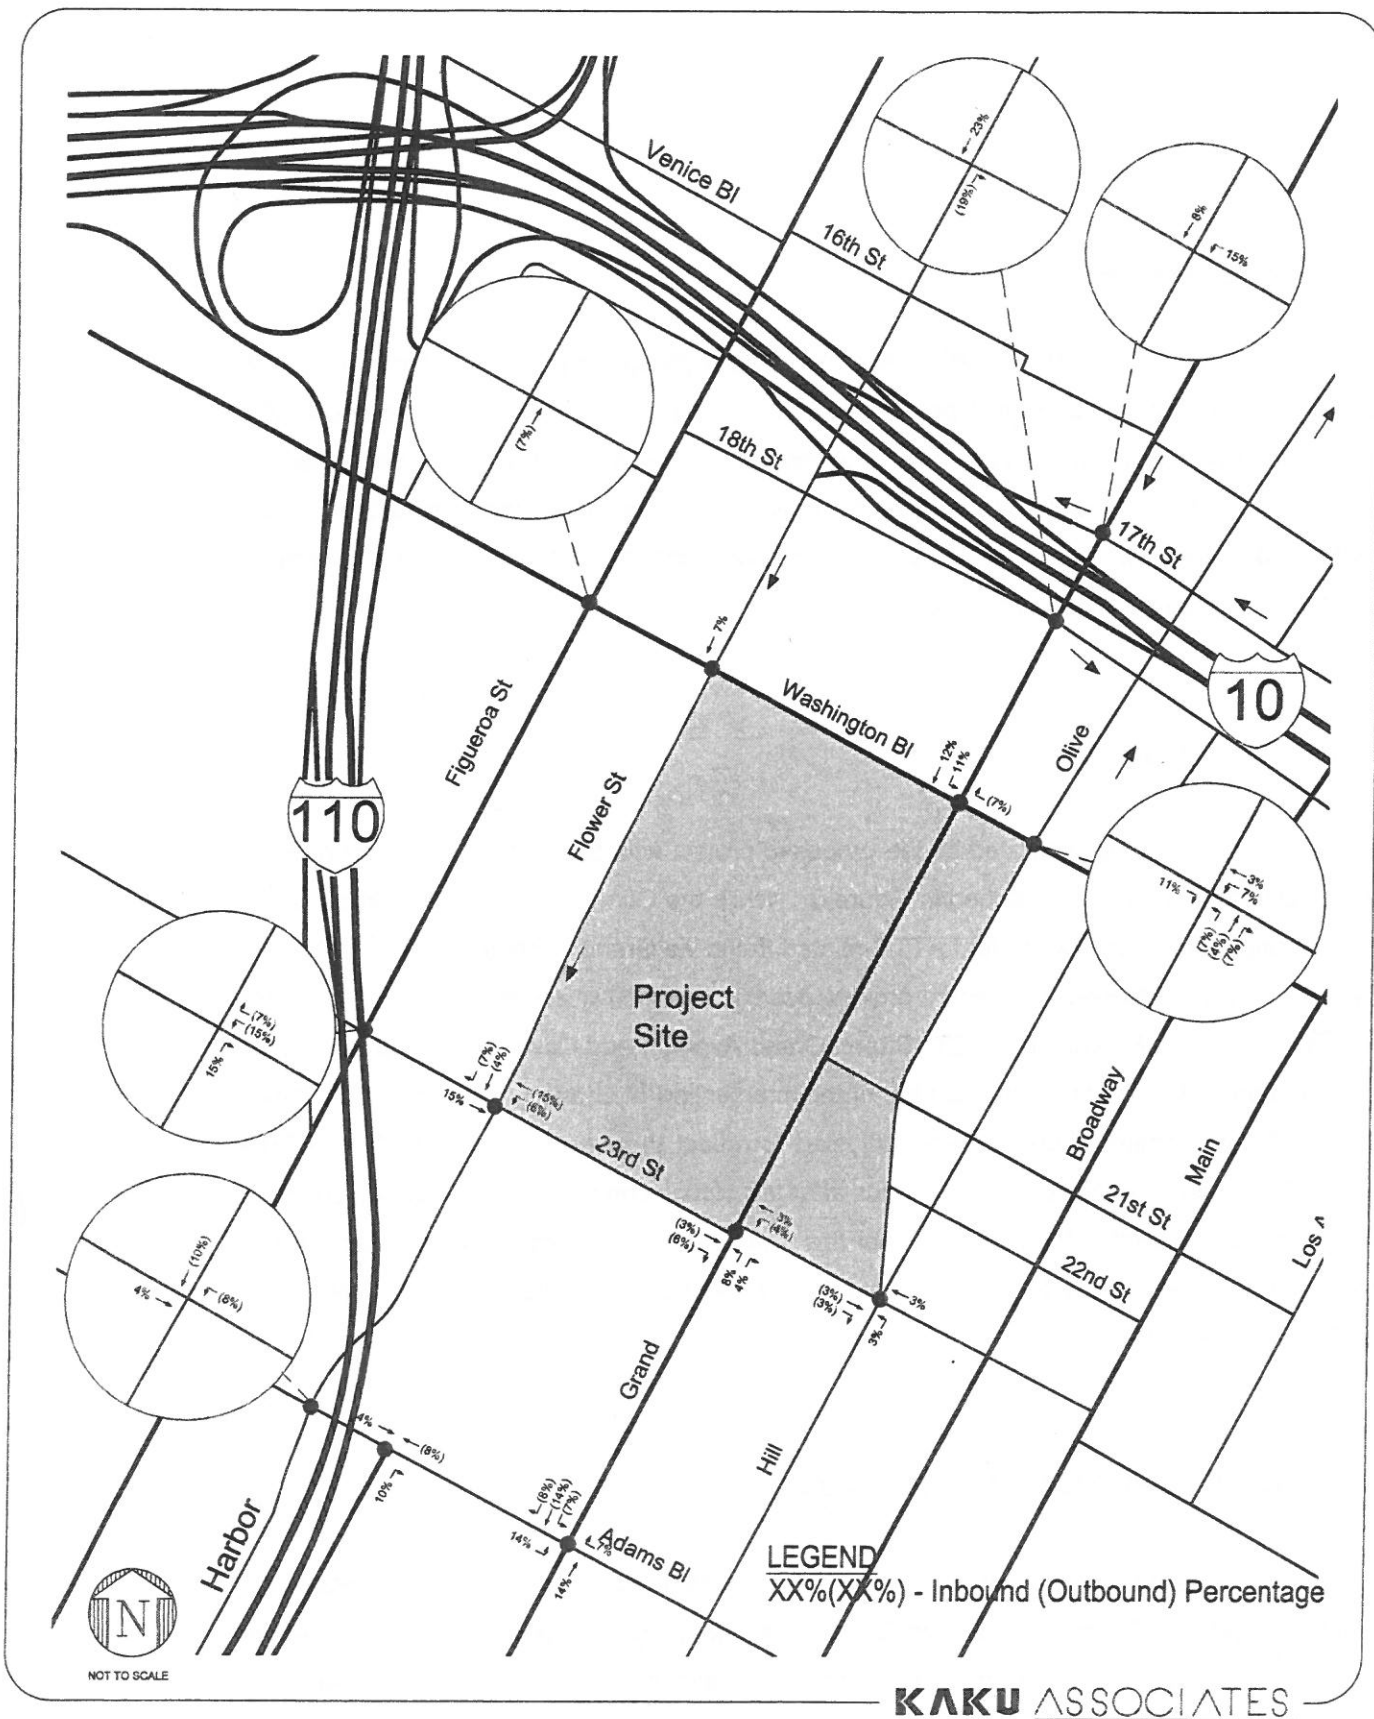 Venice Bl
16th St
23%
(19%)
8%
15%
18th St
(7%)
17th St
10
7%
Washington Bl
Olive
Figueroa St
12%
11%
(7%)
110
Flower St
3%
7%
11%
(7%)
(4%)
(7%)
Project
Site
(7%)
(15%)
15%
(7%)
(4%)
15%
(15%)
(6%)
23rd St
Broadway
Main
21st St
22nd St
3%
(4%)
(3%)
(6%)
8%
4%
(3%)
(3%)
3%
3%
(10%)
4%
(8%)
Grand
Hill
4%
(8%)
10%
(8%)
(14%)
(7%)
14%
7%
14%
Adams Bl
Harbor
LEGEND
XX%(XX%) - Inbound (Outbound) Percentage
N
NOT TO SCALE
KAKU ASSOCIATES